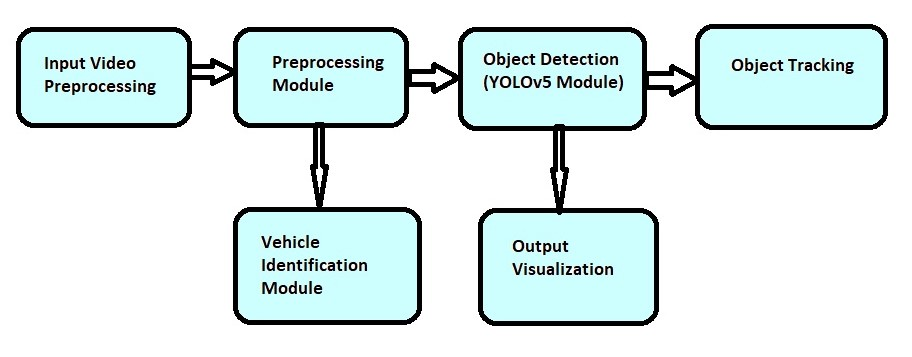 Input Video
Preprocessing
Preprocessing
Module
Object Detection
(YOLOv5 Module)
Object Tracking
Vehicle
Identification
Module
Output
Visualization